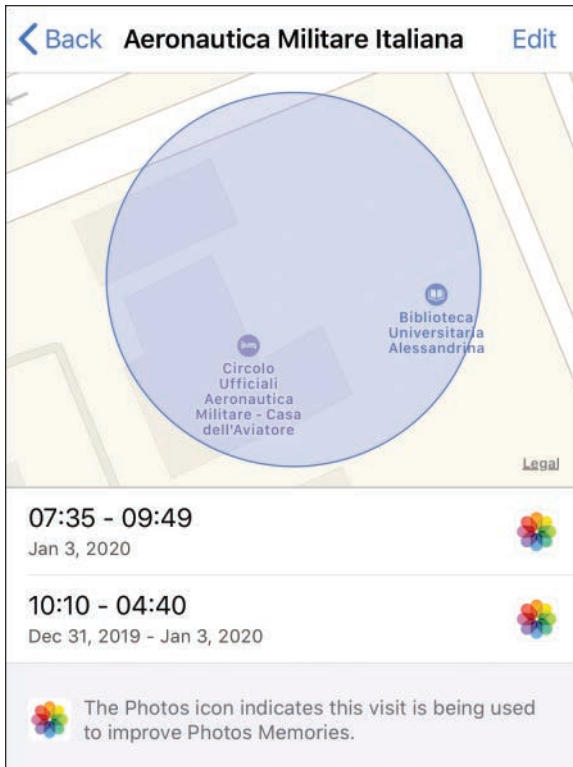 Back Aeronautica Militare Italiana Edit
Biblioteca
Universitaria
Alessandrina
Circolo
Ufficiali
Aeronautica
Militare - Casa
dell'Aviatore
Legal
07:35 - 09:49
Jan 3, 2020
10:10 - 04:40
Dec 31, 2019 - Jan 3, 2020
The Photos icon indicates this visit is being used
to improve Photos Memories.